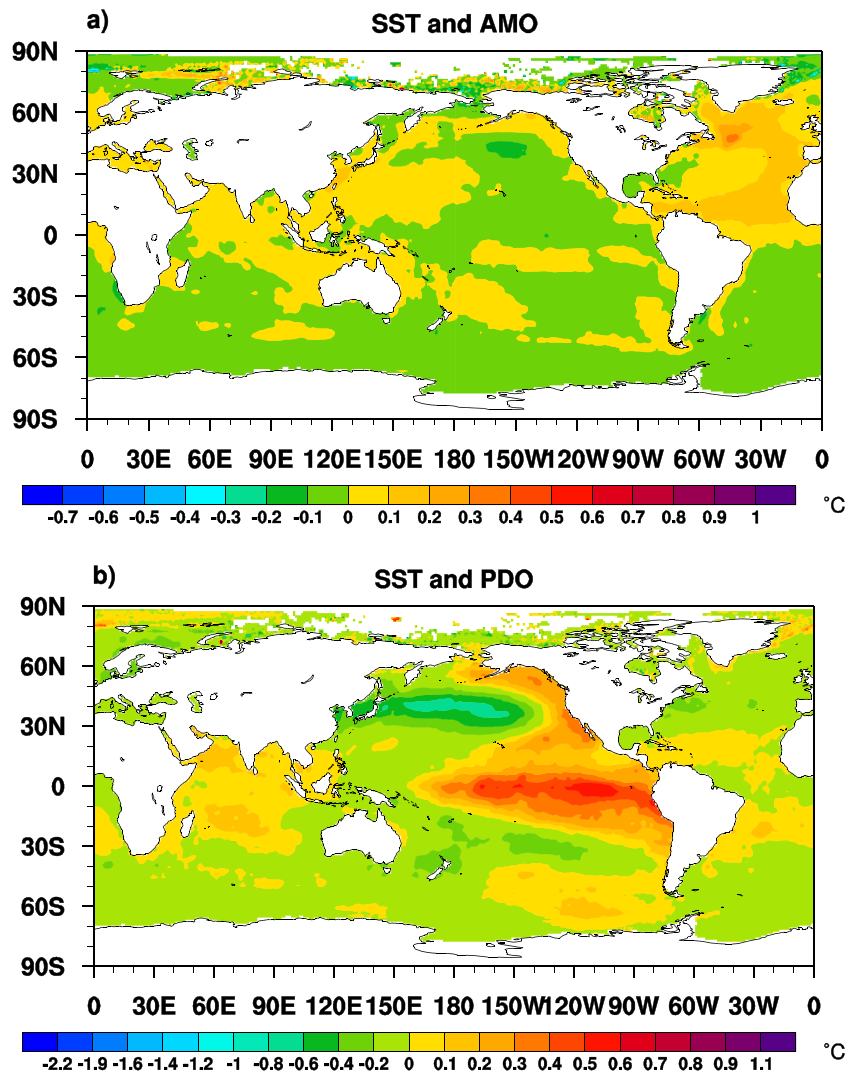 a)
SST and AMO
90N
60N
30N
0
30S
60S
90S
0 30E 60E 90E 120E 150E 180 150W 120W 90W 60W 30W 0
-0.7 -0.6 -0.5 -0.4 -0.3 -0.2 -0.1 0 0.1 0.2 0.3 0.4 0.5 0.6 0.7 0.8 0.9 1 °C
b)
SST and PDO
90N
60N
30N
0
30S
60S
90S
0 30E 60E 90E 120E 150E 180 150W 120W 90W 60W 30W 0
-2.2 -1.9 -1.6 -1.4 -1.2 -1 -0.8 -0.6 -0.4 -0.2 0 0.1 0.2 0.3 0.4 0.5 0.6 0.7 0.8 0.9 1.1 °C